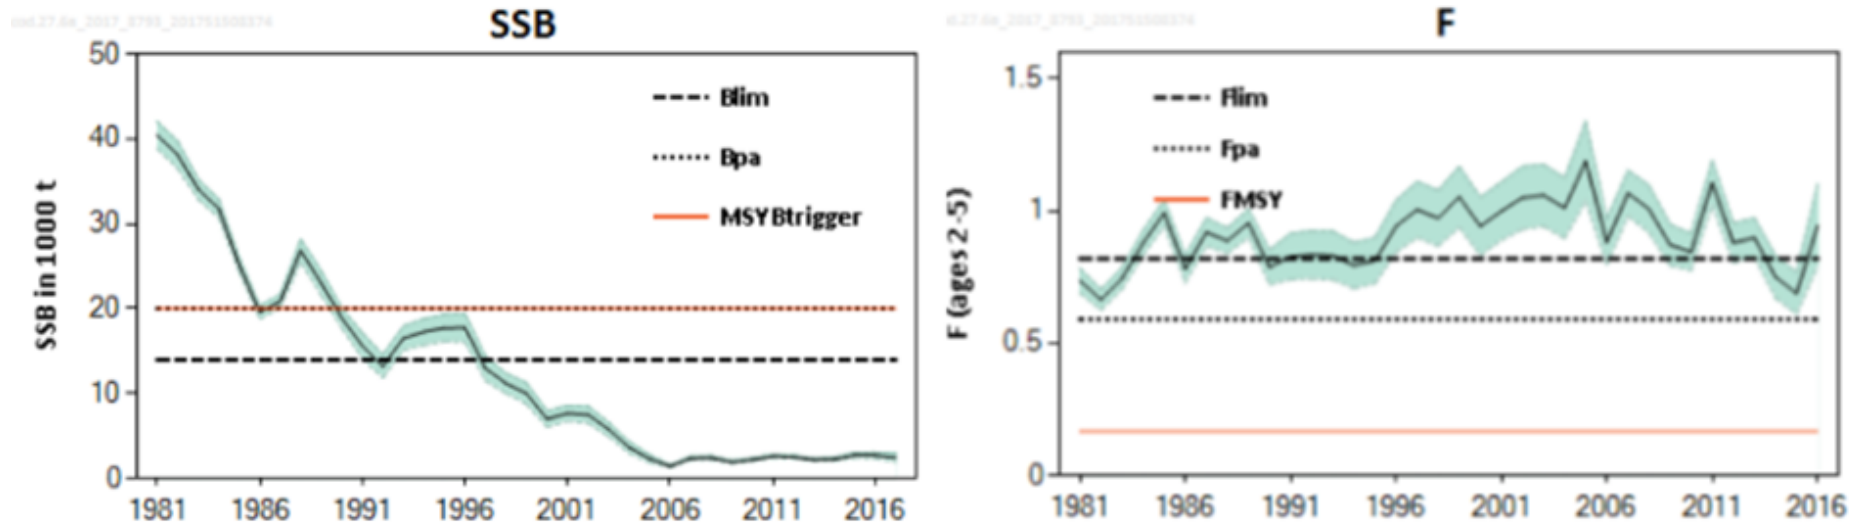 SSB
50
40
30
20
10
0
SSB in 1000 t
Blim
Bpa
MSYBtrigger
1981 1986 1991 1996 2001 2006 2011 2016
F
1.5
1
0.5
0
F (ages 2-5)
Flim
Fpa
FMSY
1981 1986 1991 1996 2001 2006 2011 2016